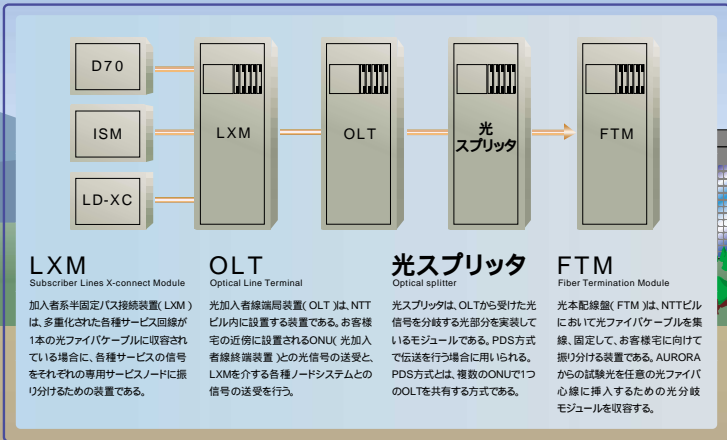 D70
ISM
LD-XC
LXM
OLT
光
スプリッタ
FTM
LXM
Subscriber Lines X-connect Module
加入者系半固定パス接続装置(LXM)
は、多重化された各種サービス回線が
1本の光ファイバケーブルに収容され
ている場合に、各種サービスの信号
をそれぞれの専用サービスノードに振
り分けるための装置である。
OLT
Optical Line Terminal
光加入者線端局装置(OLT)は、NTT
ビル内に設置する装置である。お客様
宅の近傍に設置されるONU(光加入
者線終端装置)との光信号の送受と、
LXMを介する各種ノードシステムとの
信号の送受を行う。
光スプリッタ
Optical splitter
光スプリッタは、OLTから受けた光
信号を分岐する光部分を実装して
いるモジュールである。PDS方式
で伝送を行う場合に用いられる。
PDS方式とは、複数のONUで1つ
のOLTを共有する方式である。
FTM
Fiber Termination Module
光本配線盤(FTM)は、NTTビル
において光ファイバケーブルを集
線、固定して、お客様宅に向けて
振り分ける装置である。AURORA
からの試験光を任意の光ファイバ
心線に挿入するための光分岐
モジュールを収容する。